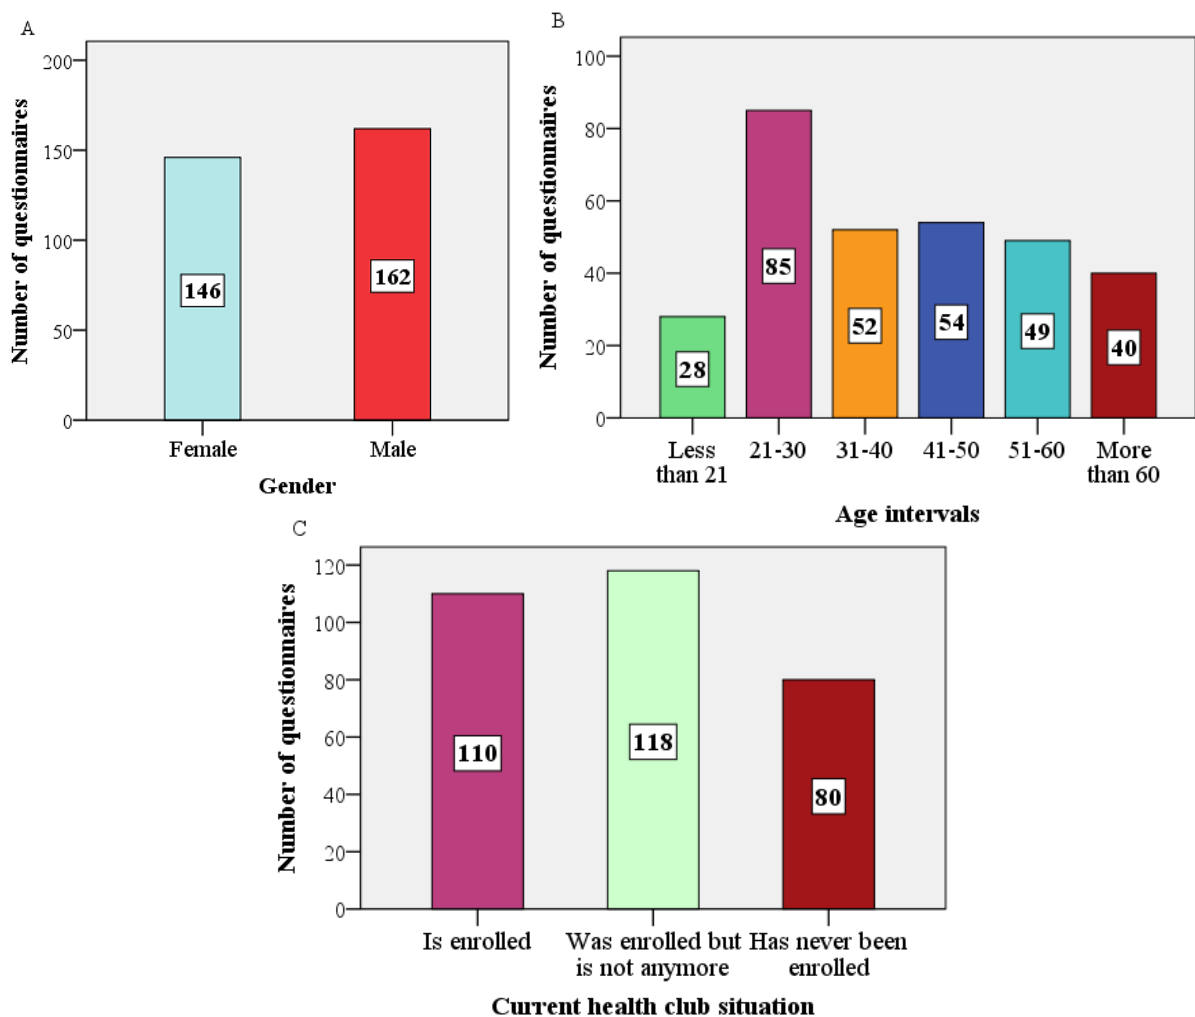 A
Number of questionnaires
200
150
100
50
0
146
162
Female
Male
Gender
B
Number of questionnaires
100
80
60
40
20
0
28
85
52
54
49
40
Less
than 21
21-30
31-40
41-50
51-60
More
than 60
Age intervals
C
Number of questionnaires
120
100
80
60
40
20
0
110
118
80
Is enrolled
Was enrolled but
is not anymore
Has never been
enrolled
Current health club situation